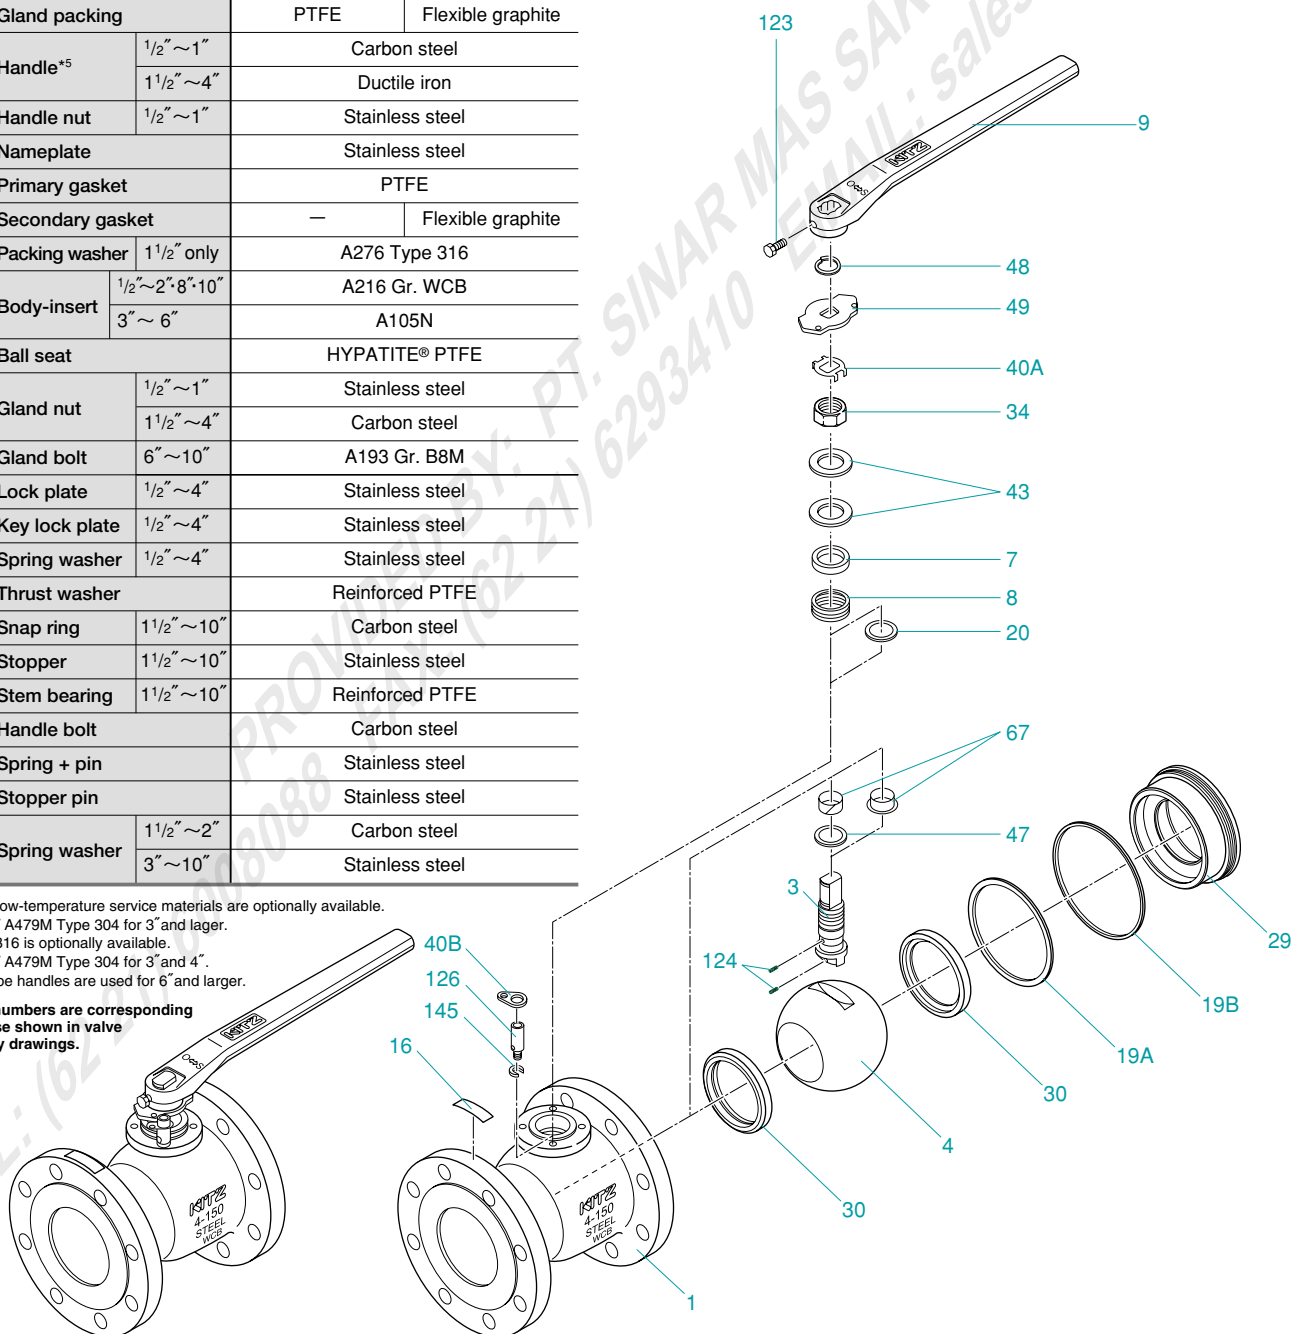 Gland packing PTFE Flexible graphite
Handle*5 1/2″～1″ Carbon steel
1 1/2″～4″ Ductile iron
Handle nut 1/2″～1″ Stainless steel
Nameplate Stainless steel
Primary gasket PTFE
Secondary gasket — Flexible graphite
Packing washer 1 1/2″ only A276 Type 316
Body-insert 1/2″～2″·8″·10″ A216 Gr. WCB
3″～ 6″ A105N
Ball seat HYPATITE® PTFE
Gland nut 1/2″～1″ Stainless steel
1 1/2″～4″ Carbon steel
Gland bolt 6″～10″ A193 Gr. B8M
Lock plate 1/2″～4″ Stainless steel
Key lock plate 1/2″～4″ Stainless steel
Spring washer 1/2″～4″ Stainless steel
Thrust washer Reinforced PTFE
Snap ring 1 1/2″～10″ Carbon steel
Stopper 1 1/2″～10″ Stainless steel
Stem bearing 1 1/2″～10″ Reinforced PTFE
Handle bolt Carbon steel
Spring + pin Stainless steel
Stopper pin Stainless steel
Spring washer 1 1/2″～2″ Carbon steel
3″～10″ Stainless steel
ow-temperature service materials are optionally available.
A479M Type 304 for 3″and lager.
316 is optionally available.
A479M Type 304 for 3″and 4″.
pe handles are used for 6″and larger.
numbers are corresponding
se shown in valve
y drawings.
PROVIDED BY: PT. SINAR MAS SAR
(62 21) 6008088 FAX. (62 21) 6293410 EMAIL: sales
L: (62 21)
123
9
KITZ
O S
48
49
40A
34
43
7
8
20
67
47
3
124
29
19B
19A
30
4
30
40B
126
145
16
1
KITZ
O S
KITZ
4-150
STEEL
WCB
KITZ
4-150
STEEL
WCB